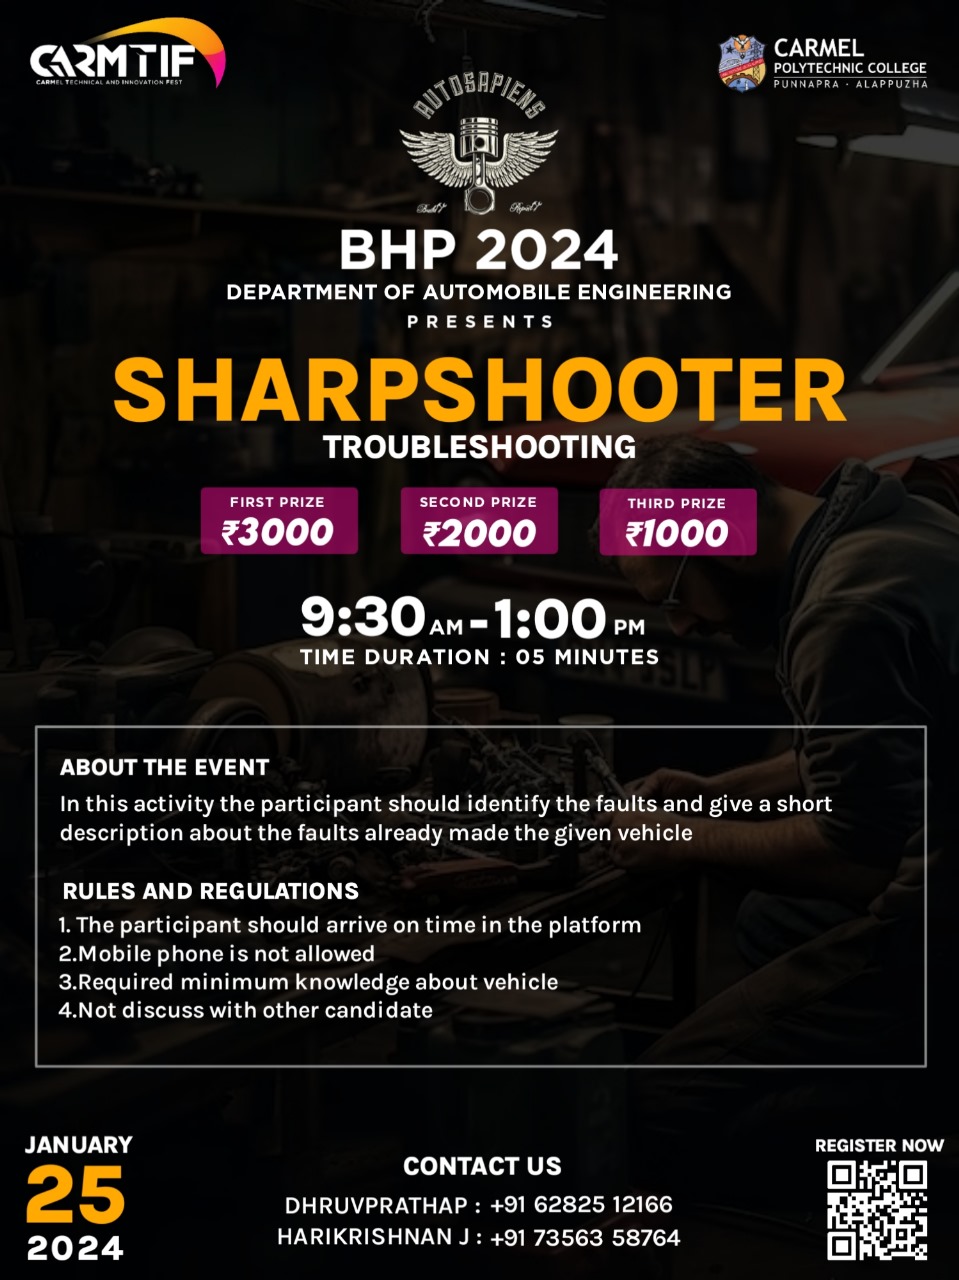 CARMTIF
CARMEL TECHNICAL AND INNOVATION FEST
CARMEL
POLYTECHNIC COLLEGE
PUNNAPRA - ALAPPUZHA
AUTOSAPIENS
BHP 2024
DEPARTMENT OF AUTOMOBILE ENGINEERING
PRESENTS
SHARPSHOOTER
TROUBLESHOOTING
FIRST PRIZE
₹3000
SECOND PRIZE
₹2000
THIRD PRIZE
₹1000
9:30 AM - 1:00 PM
TIME DURATION : 05 MINUTES
ABOUT THE EVENT
In this activity the participant should identify the faults and give a short
description about the faults already made the given vehicle
RULES AND REGULATIONS
1. The participant should arrive on time in the platform
2.Mobile phone is not allowed
3.Required minimum knowledge about vehicle
4.Not discuss with other candidate
JANUARY
25
2024
CONTACT US
DHRUVPRATHAP : +91 62825 12166
HARIKRISHNAN J : +91 73563 58764
REGISTER NOW